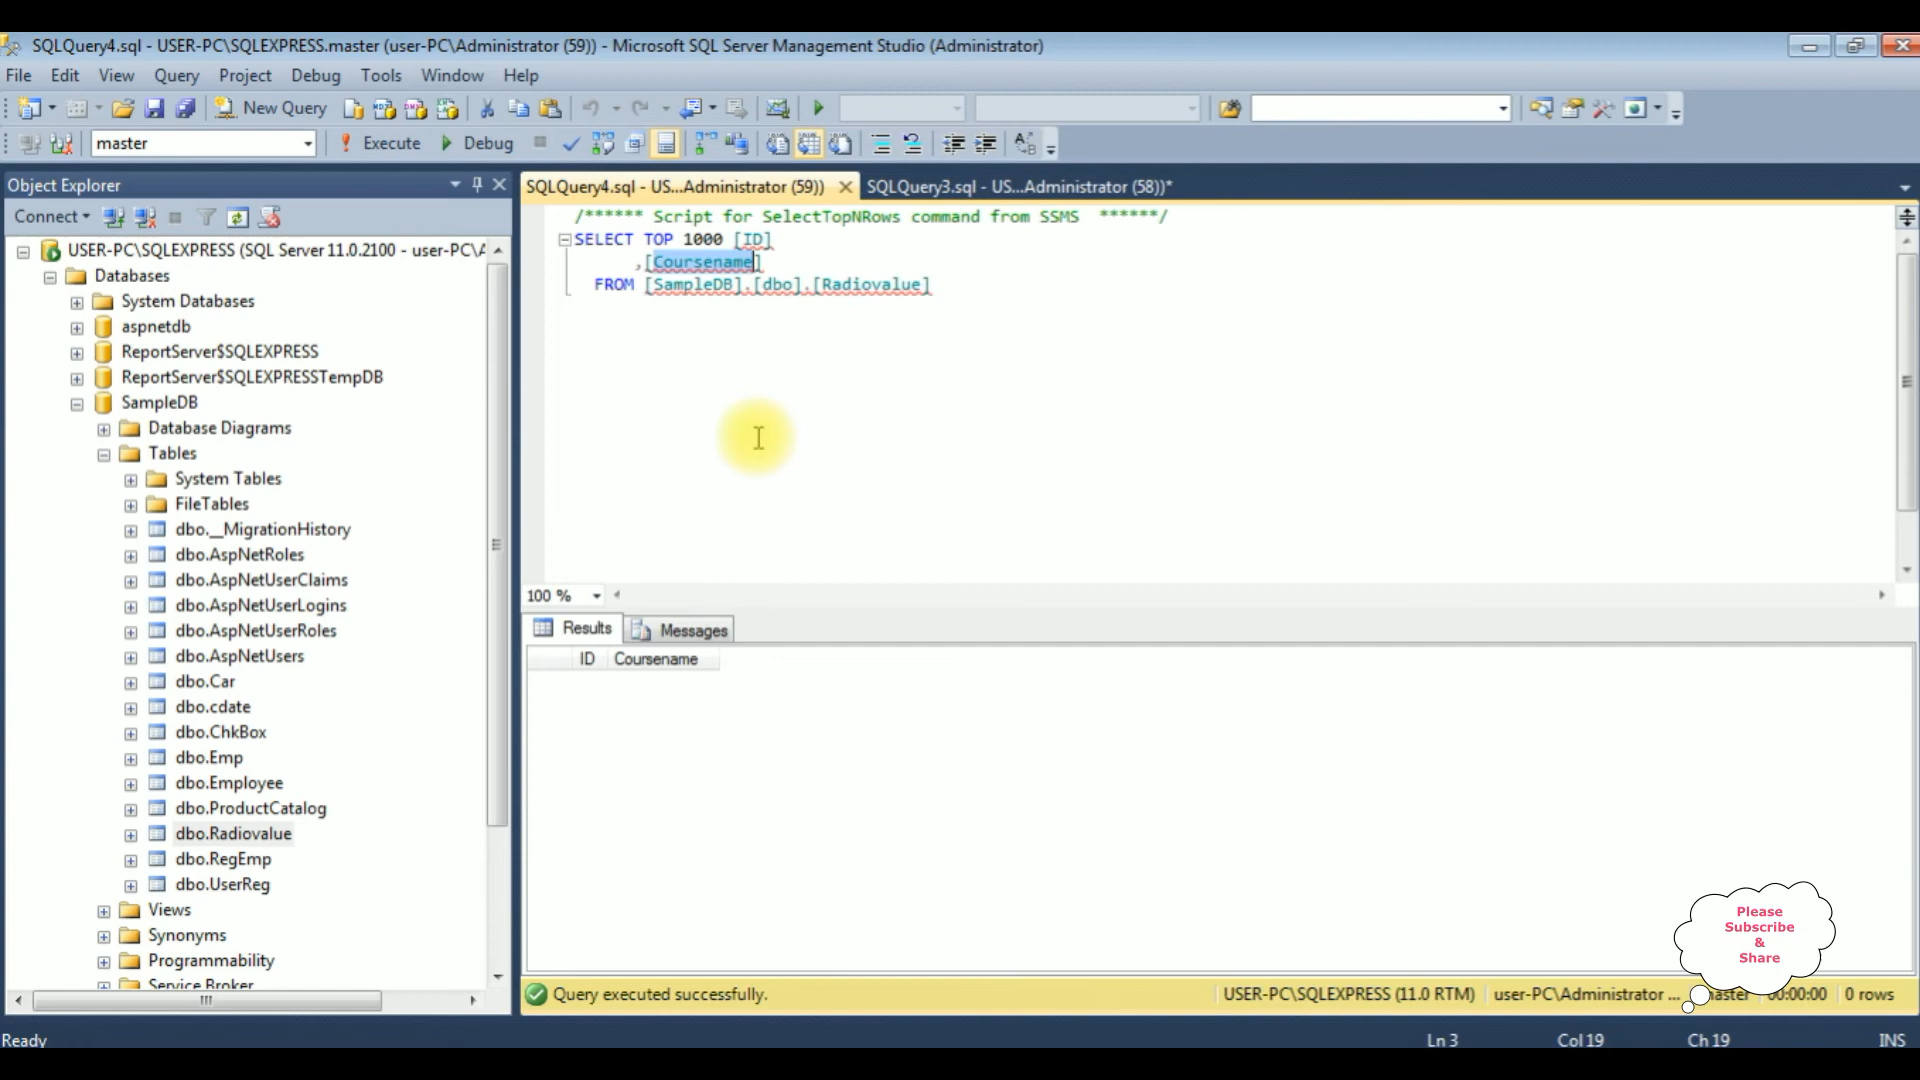 SQLQuery4.sql - USER-PC\SQLEXPRESS.master (user-PC\Administrator (59)) - Microsoft SQL Server Management Studio (Administrator)
File Edit View Query Project Debug Tools Window Help
New Query
master Execute Debug
Object Explorer
SQLQuery4.sql - US...Administrator (59)) SQLQuery3.sql - US...Administrator (58))*
Connect
USER-PC\SQLEXPRESS (SQL Server 11.0.2100 - user-PC\A
Databases
System Databases
aspnetdb
ReportServer$SQLEXPRESS
ReportServer$SQLEXPRESSTempDB
SampleDB
Database Diagrams
Tables
System Tables
FileTables
dbo.__MigrationHistory
dbo.AspNetRoles
dbo.AspNetUserClaims
dbo.AspNetUserLogins
dbo.AspNetUserRoles
dbo.AspNetUsers
dbo.Car
dbo.cdate
dbo.ChkBox
dbo.Emp
dbo.Employee
dbo.ProductCatalog
dbo.Radiovalue
dbo.RegEmp
dbo.UserReg
Views
Synonyms
Programmability
Service Broker
/****** Script for SelectTopNRows command from SSMS ******/
SELECT TOP 1000 [ID]
,[Coursename]
FROM [SampleDB].[dbo].[Radiovalue]
100 %
Results Messages
ID Coursename
Please
Subscribe
&
Share
Query executed successfully.
USER-PC\SQLEXPRESS (11.0 RTM) user-PC\Administrator ... master 00:00:00 0 rows
Ready Ln 3 Col 19 Ch 19 INS